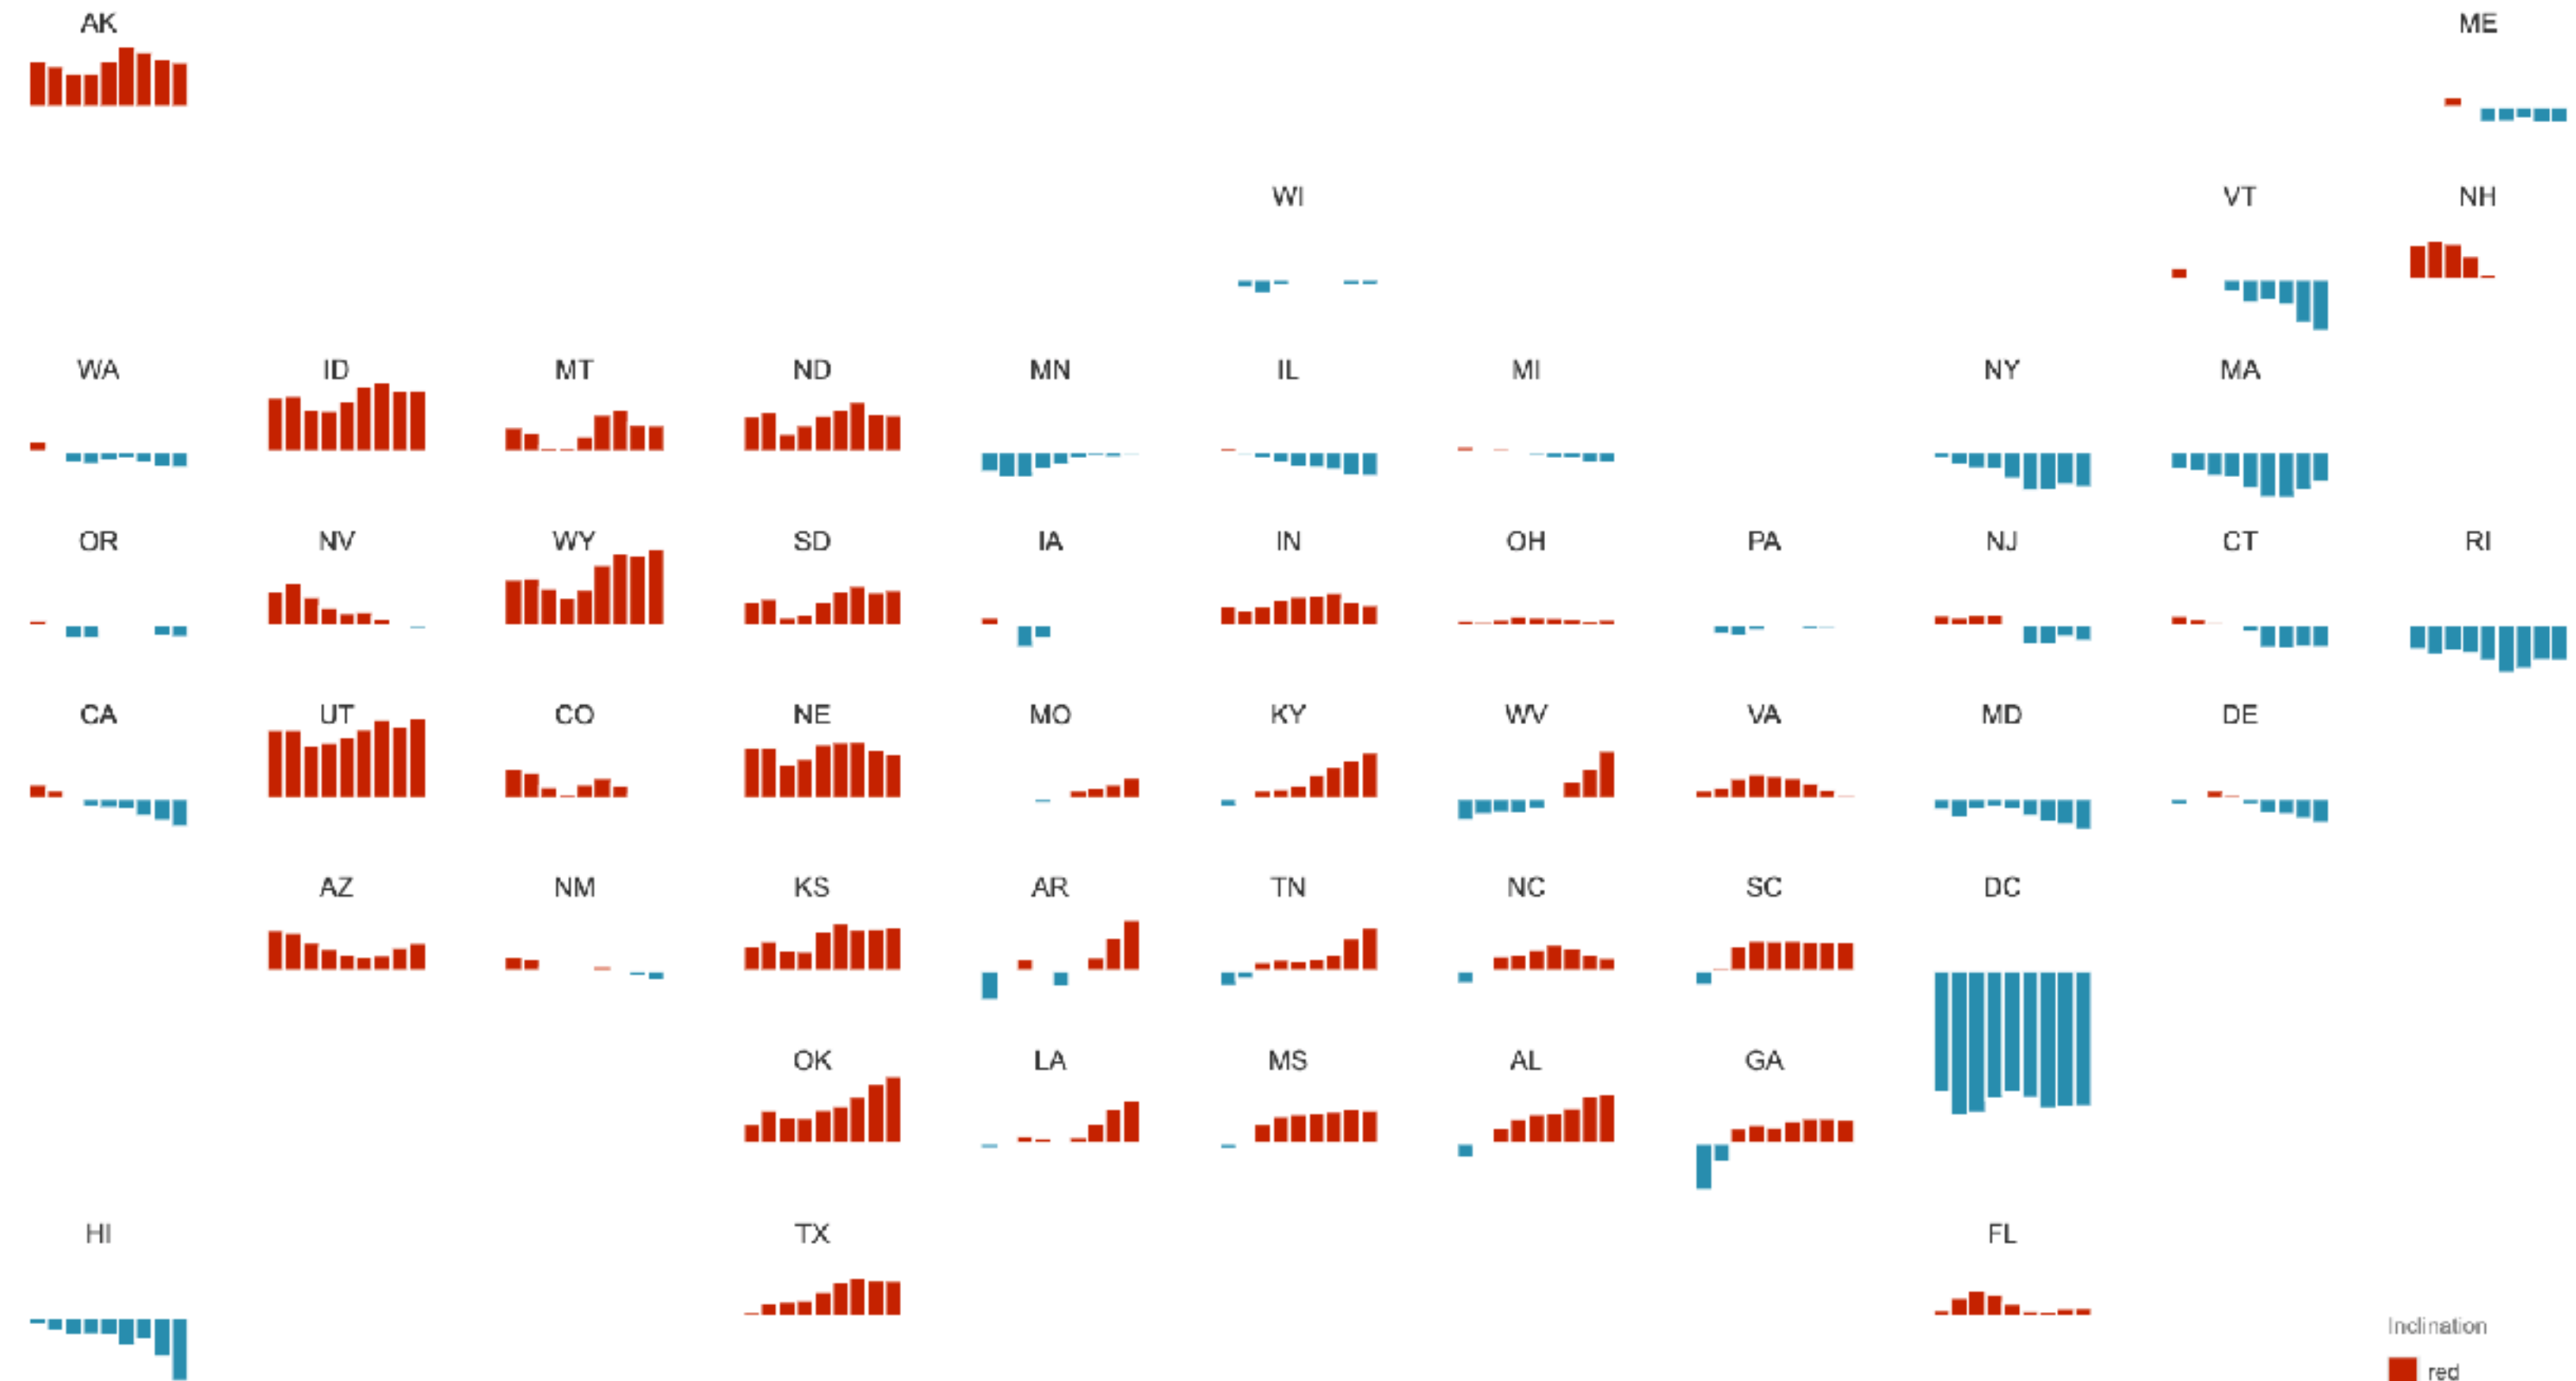 AK ME
WI VT NH
WA ID MT ND MN IL MI NY MA
OR NV WY SD IA IN OH PA NJ CT RI
CA UT CO NE MO KY WV VA MD DE
AZ NM KS AR TN NC SC DC
OK LA MS AL GA
HI TX FL
Inclination
red